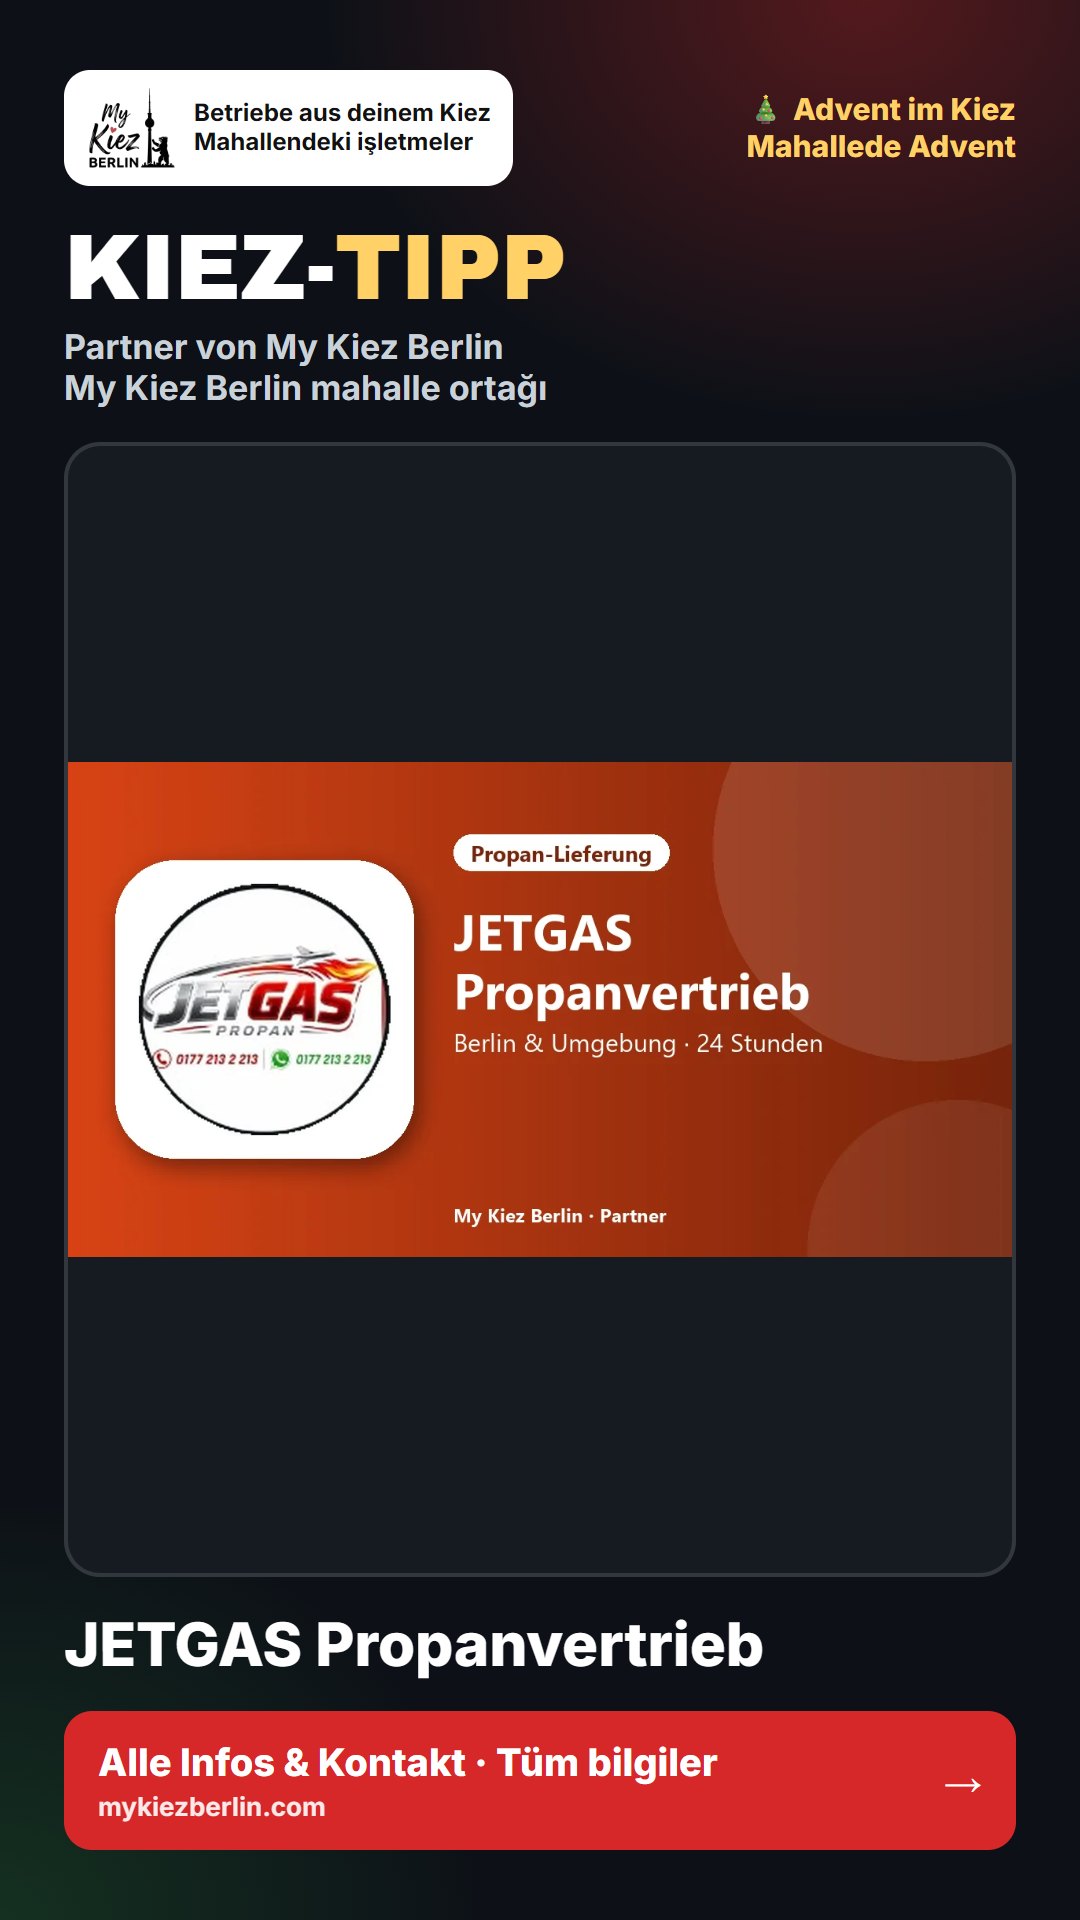 My
Kiez
BERLIN
Betriebe aus deinem Kiez
Mahallendeki işletmeler
🎄 Advent im Kiez
Mahallede Advent
KIEZ-TIPP
Partner von My Kiez Berlin
My Kiez Berlin mahalle ortağı
Propan-Lieferung
JETGAS
Propanvertrieb
Berlin & Umgebung · 24 Stunden
JETGAS
PROPAN
0177 213 2 213 0177 213 2 213
My Kiez Berlin · Partner
JETGAS Propanvertrieb
Alle Infos & Kontakt · Tüm bilgiler →
mykiezberlin.com